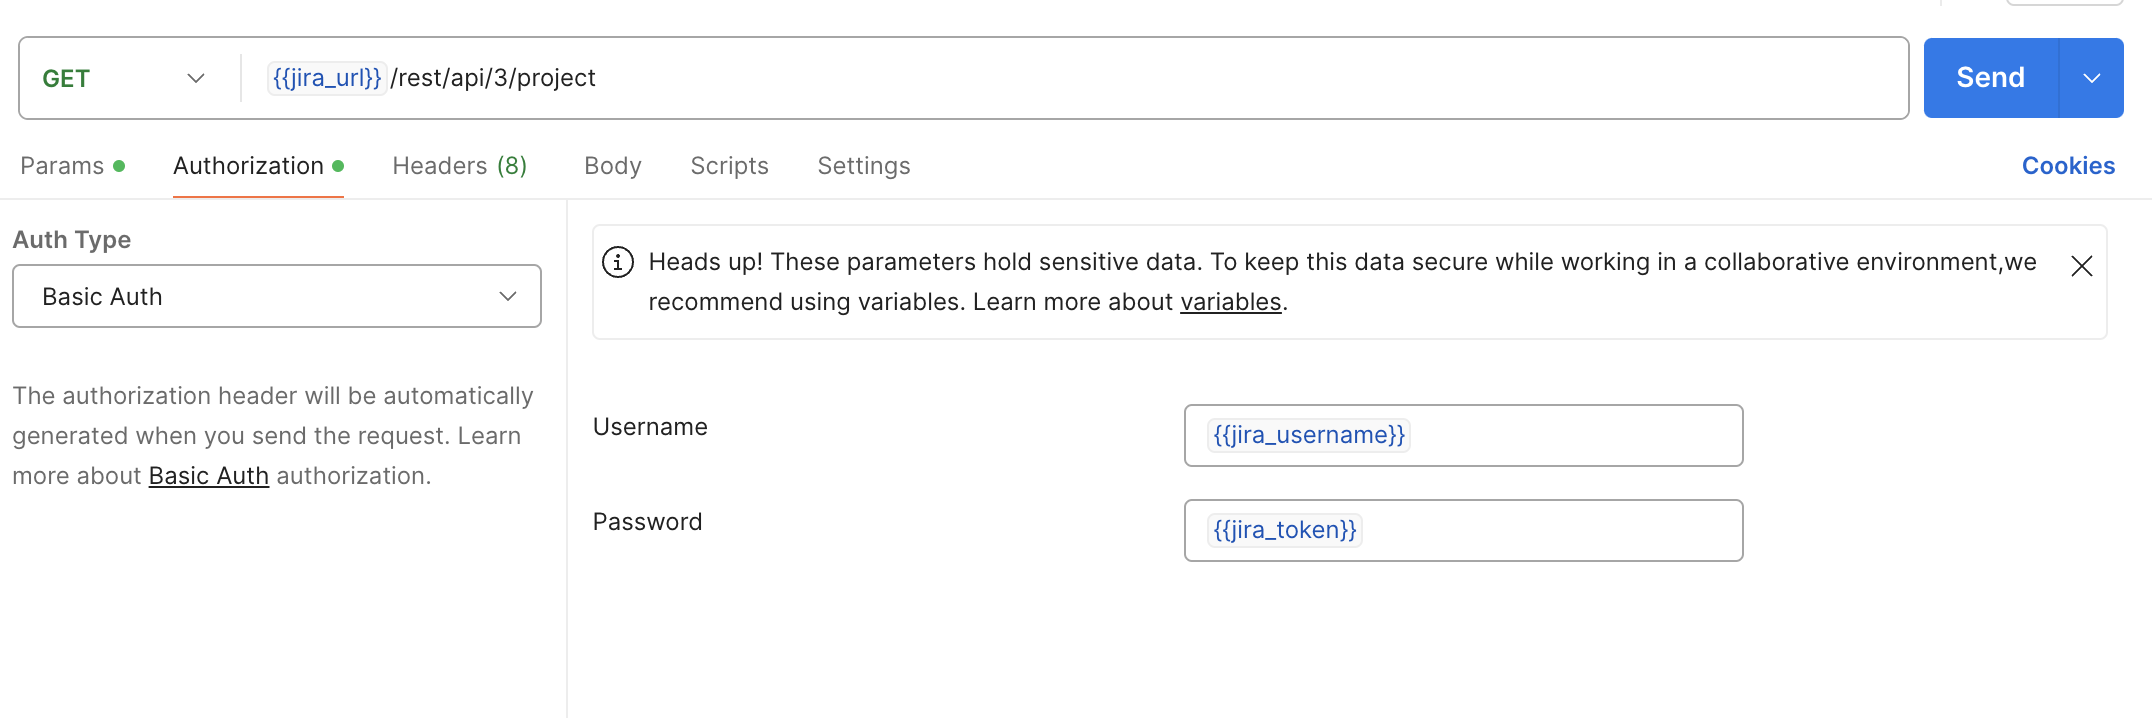 GET
{{jira_url}}/rest/api/3/project
Send
Params
Authorization
Headers (8)
Body
Scripts
Settings
Cookies
Auth Type
Basic Auth
The authorization header will be automatically
generated when you send the request. Learn
more about Basic Auth authorization.
Heads up! These parameters hold sensitive data. To keep this data secure while working in a collaborative environment,we
recommend using variables. Learn more about variables.
Username
{{jira_username}}
Password
{{jira_token}}